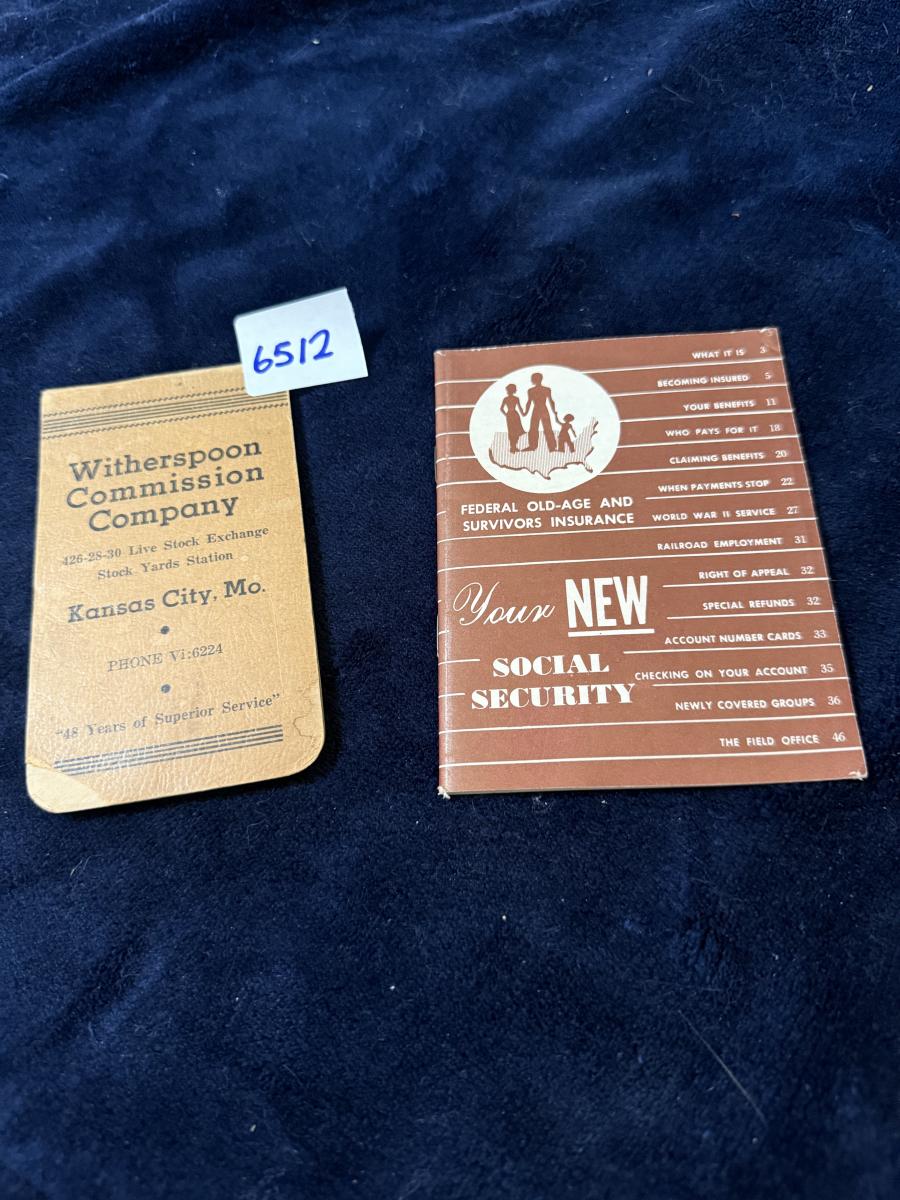 6512
Witherspoon
Commission
Company
426-28-30 Live Stock Exchange
Stock Yards Station
Kansas City, Mo.
PHONE Vi:6224
"48 Years of Superior Service"
WHAT IT IS 3
BECOMING INSURED 5
YOUR BENEFITS 11
WHO PAYS FOR IT 18
CLAIMING BENEFITS 20
WHEN PAYMENTS STOP 22
WORLD WAR II SERVICE 27
RAILROAD EMPLOYMENT 31
RIGHT OF APPEAL 32
SPECIAL REFUNDS 32
ACCOUNT NUMBER CARDS 33
CHECKING ON YOUR ACCOUNT 35
NEWLY COVERED GROUPS 36
THE FIELD OFFICE 46
FEDERAL OLD-AGE AND
SURVIVORS INSURANCE
Your NEW
SOCIAL
SECURITY